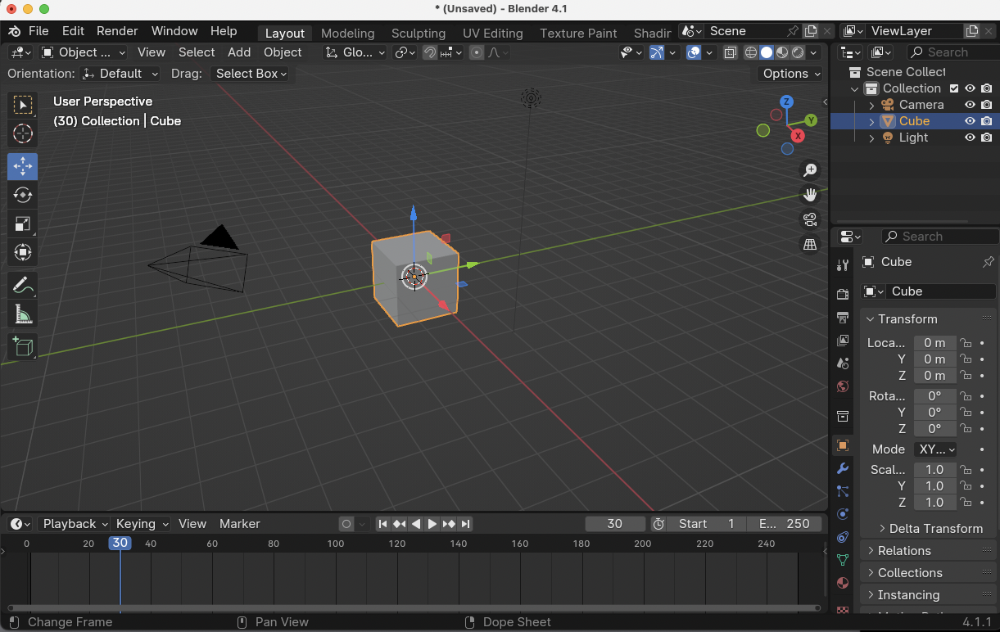 * (Unsaved) - Blender 4.1
File Edit Render Window Help Layout Modeling Sculpting UV Editing Texture Paint Shadin Scene ViewLayer
Object ... View Select Add Object Glo... Search
Orientation: Default Drag: Select Box Options
User Perspective
(30) Collection | Cube
Z
Y
X
Scene Collect
Collection
Camera
Cube
Light
Search
Cube
Cube
Transform
Loca... 0 m
Y 0 m
Z 0 m
Rota... 0°
Y 0°
Z 0°
Mode XY...
Scal... 1.0
Y 1.0
Z 1.0
Delta Transform
Relations
Collections
Instancing
Playback Keying View Marker 30 Start 1 E... 250
0 20 30 40 60 80 100 120 140 160 180 200 220 240
Change Frame Pan View Dope Sheet 4.1.1